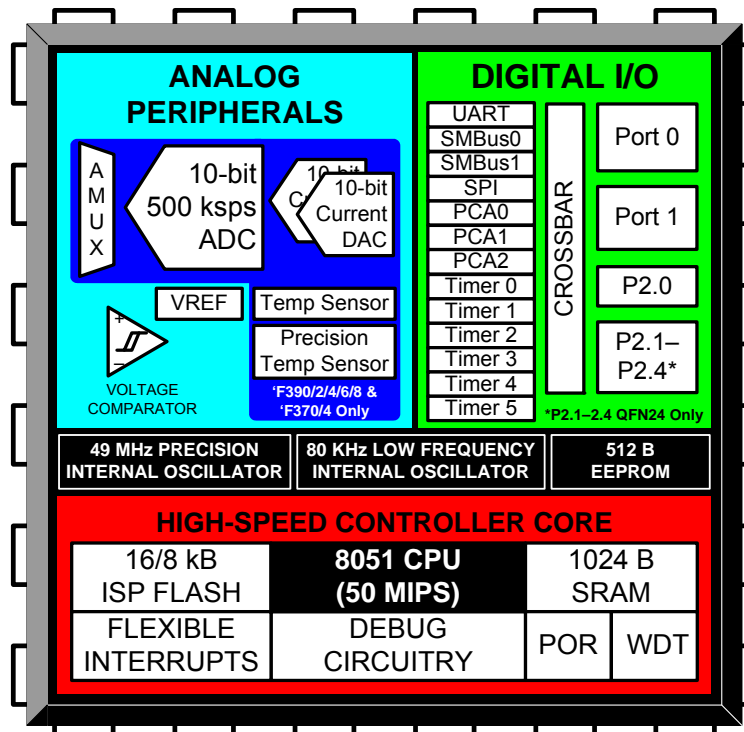 ANALOG
PERIPHERALS
A
M
U
X
10-bit
500 ksps
ADC
10-bit
10-bit
Current
DAC
VREF
Temp Sensor
Precision
Temp Sensor
+
–
VOLTAGE
COMPARATOR
'F390/2/4/6/8 &
'F370/4 Only
DIGITAL I/O
UART
SMBus0
SMBus1
SPI
PCA0
PCA1
PCA2
Timer 0
Timer 1
Timer 2
Timer 3
Timer 4
Timer 5
CROSSBAR
Port 0
Port 1
P2.0
P2.1–
P2.4*
*P2.1–2.4 QFN24 Only
49 MHz PRECISION
INTERNAL OSCILLATOR
80 KHz LOW FREQUENCY
INTERNAL OSCILLATOR
512 B
EEPROM
HIGH-SPEED CONTROLLER CORE
16/8 kB
ISP FLASH
8051 CPU
(50 MIPS)
1024 B
SRAM
FLEXIBLE
INTERRUPTS
DEBUG
CIRCUITRY
POR
WDT